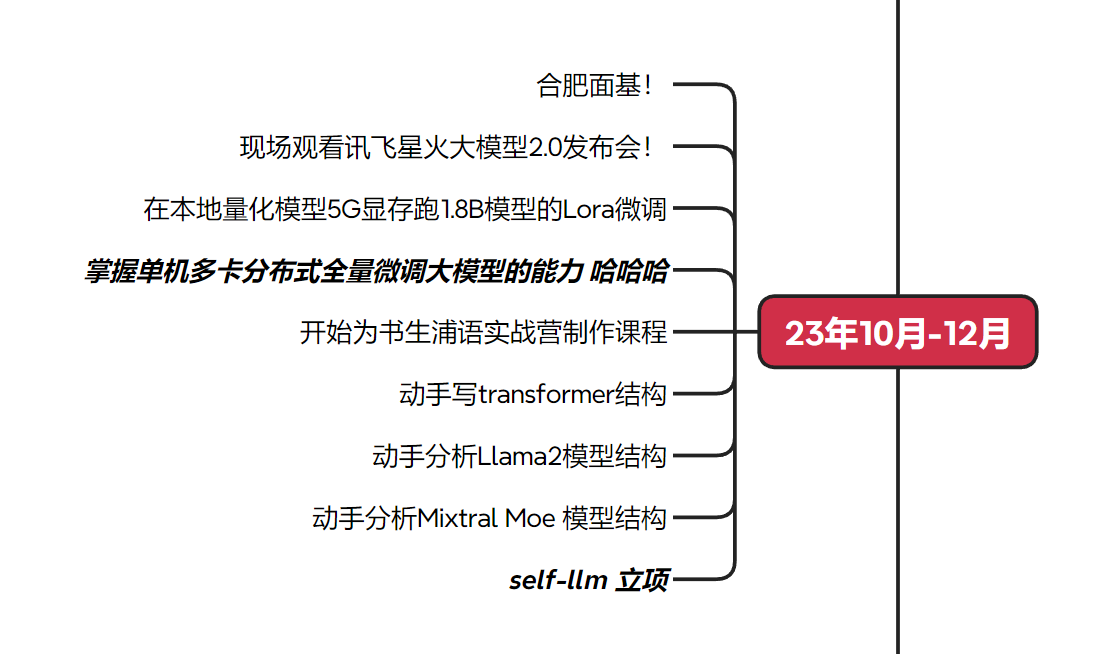 合肥面基！
现场观看讯飞星火大模型2.0发布会！
在本地量化模型5G显存跑1.8B模型的Lora微调
掌握单机多卡分布式全量微调大模型的能力 哈哈哈
开始为书生浦语实战营制作课程
动手写transformer结构
动手分析Llama2模型结构
动手分析Mixtral Moe 模型结构
self-llm 立项
23年10月-12月